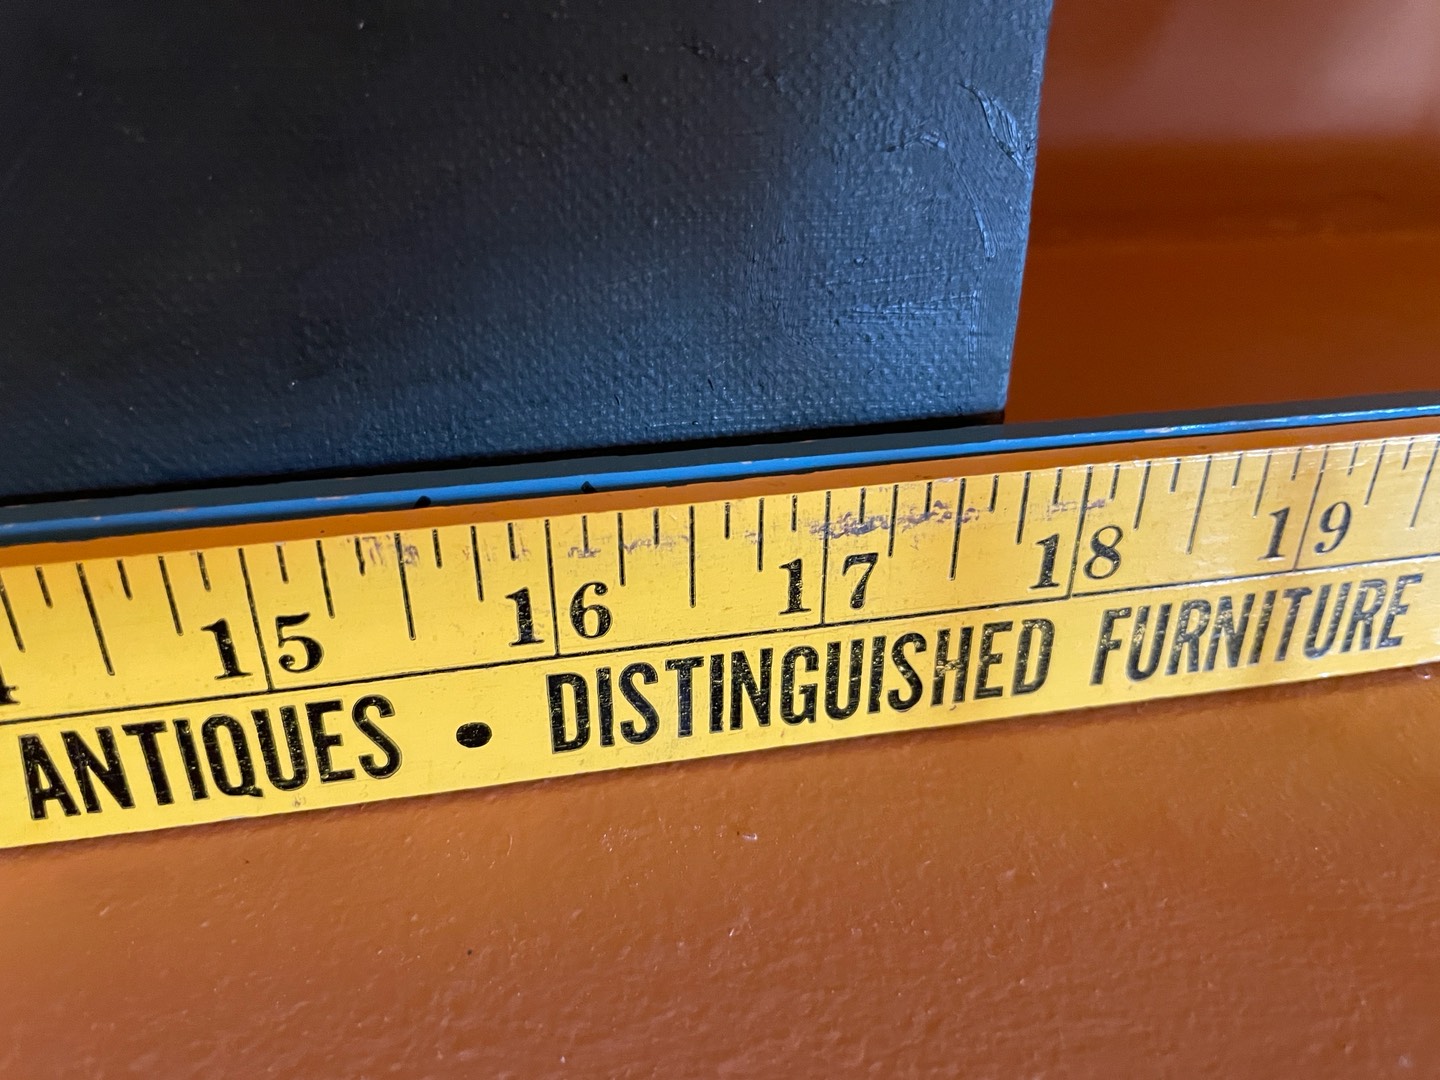 15 16 17 18 19
ANTIQUES • DISTINGUISHED FURNITURE